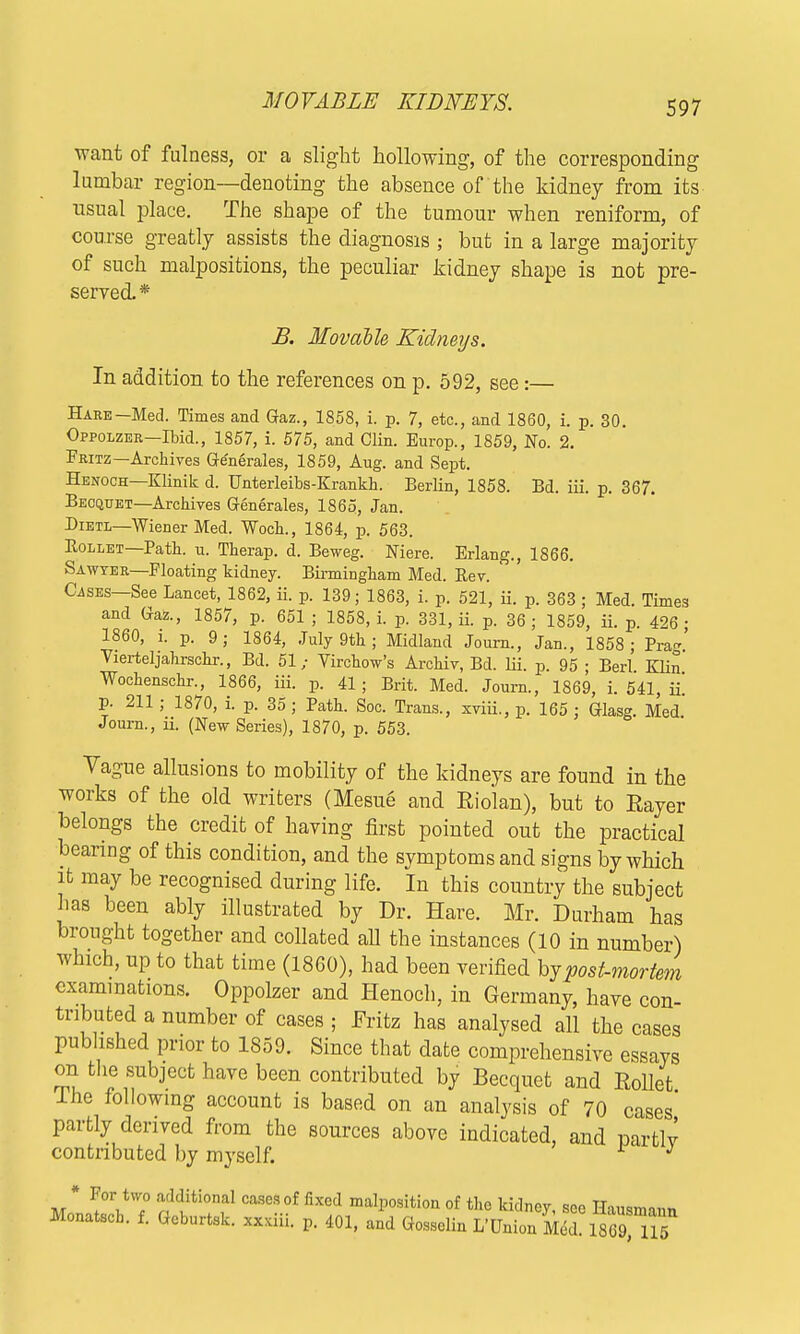 MOVABLE KIDNEYS.
597
want of fulness, or a slight hollowing, of the corresponding
lumbar region—denoting the absence of the kidney from its
usual place. The shape of the tumour when reniform, of
course greatly assists the diagnosis ; but in a large majority
of such malpositions, the peculiar kidney shape is not pre-
served.*
B. Movable Kidneys.
In addition to the references on p. 592, see :—
HARE—Med. Times and Gaz., 1858, i. p. 7, etc., and 1860, i. p. 30.
OPPOLZER—Ibid., 1857, i. 575, and Clin. Europ., 1859, No. 2.
FRITZ—Archives Générales, 1859, Aug. and Sept.
HENOCH—Klinik d. Unterleibs-Krankh. Berlin, 1858. Bd. iii. p. 367.
BECQUET—Archives Générales, 1865, Jan.
DIETL—Wiener Med. Woch., 1864, p. 563.
ROLLET—Path. u. Therap. d. Beweg. Niere. Erlang., 1866.
SAWYER—Floating kidney. Birmingham Med. Rev.
CASES—See Lancet, 1862, ii. p. 139; 1863, i. p. 521, ii. p. 363 ; Med. Times
and Gaz., 1857, p. 651 ; 1858, i. p. 331, ii. p. 36 ; 1859, ii. p. 426 ;
1860, i. p. 9 ; 1864, July 9th ; Midland Journ., Jan., 1858 ; Prag.
Vierteljahrschr., Bd. 51; Virchow's Archiv, Bd. lii. p. 95 ; Berl. Klin.
Wochenschr., 1866, iii. p. 41 ; Brit. Med. Journ., 1869, i. 541, ii.
p. 211 ; 1870, i. p. 35 ; Path. Soc. Trans., xviii., p. 165 ; Glasg. Med.
Journ., ii. (New Series), 1870, p. 553.
Vague allusions to mobility of the kidneys are found in the
works of the old writers (Mesué and Riolan), but to Rayer
belongs the credit of having first pointed out the practical
bearing of this condition, and the symptoms and signs by which
it may be recognised during life. In this country the subject
has been ably illustrated by Dr. Hare. Mr. Durham has
brought together and collated all the instances (10 in number)
which, up to that time (1860), had been verified by post-mortem
examinations. Oppolzer and Henoch, in Germany, have con-
tributed a number of cases ; Fritz has analysed all the cases
published prior to 1859. Since that date comprehensive essays
on the subject have been contributed by Becquet and Rollet.
The following account is based on an analysis of 70 cases,
partly derived from the sources above indicated, and partly
contributed by myself.
* For two additional cases of fixed malposition of the kidney, see Hausmann
Monatsch. f. Geburtsk. xxxiii. p. 401, and Gosselin L'Union Méd. 1869, 115